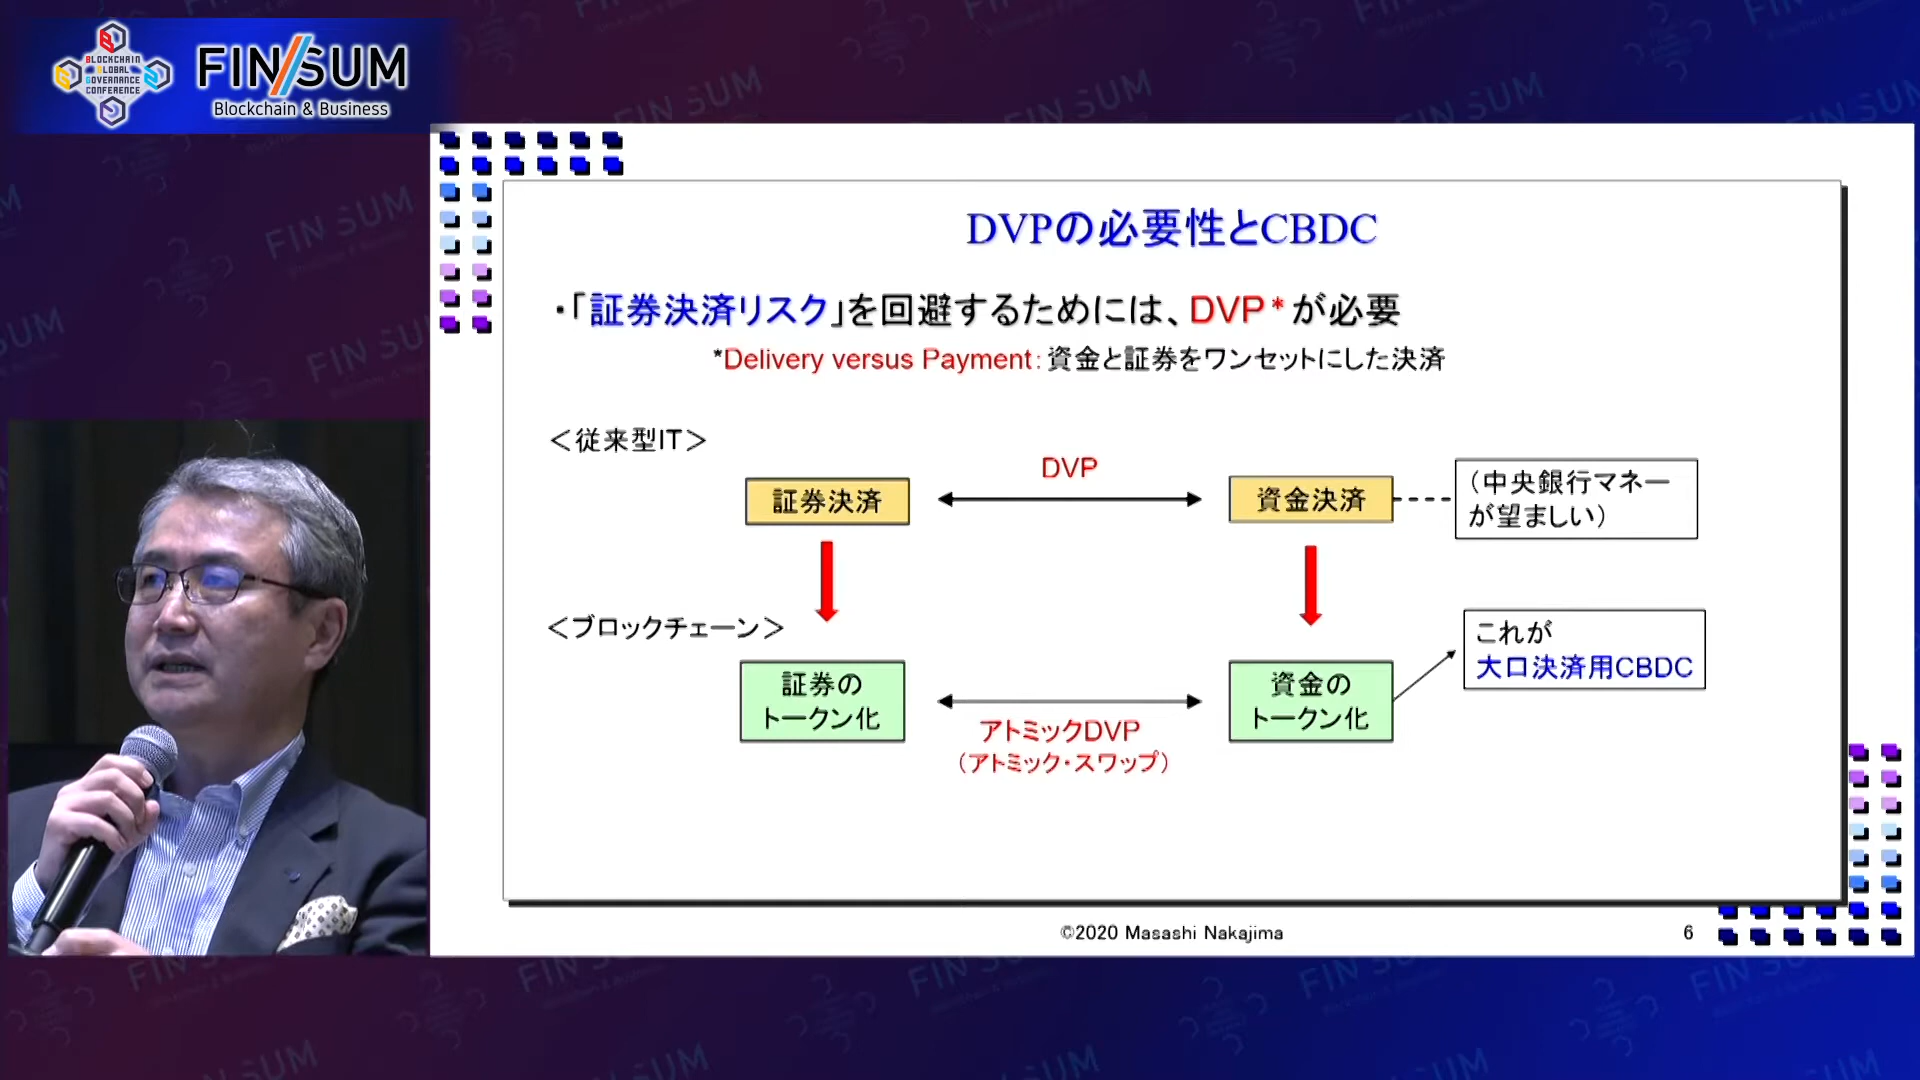 BLOCKCHAIN
GLOBAL
GOVERNANCE
CONFERENCE
FIN/SUM
Blockchain & Business
DVPの必要性とCBDC
・「証券決済リスク」を回避するためには、DVP*が必要
*Delivery versus Payment：資金と証券をワンセットにした決済
＜従来型IT＞
証券決済
DVP
資金決済
（中央銀行マネー
が望ましい）
＜ブロックチェーン＞
証券の
トークン化
アトミックDVP
（アトミック・スワップ）
資金の
トークン化
これが
大口決済用CBDC
©2020 Masashi Nakajima
6